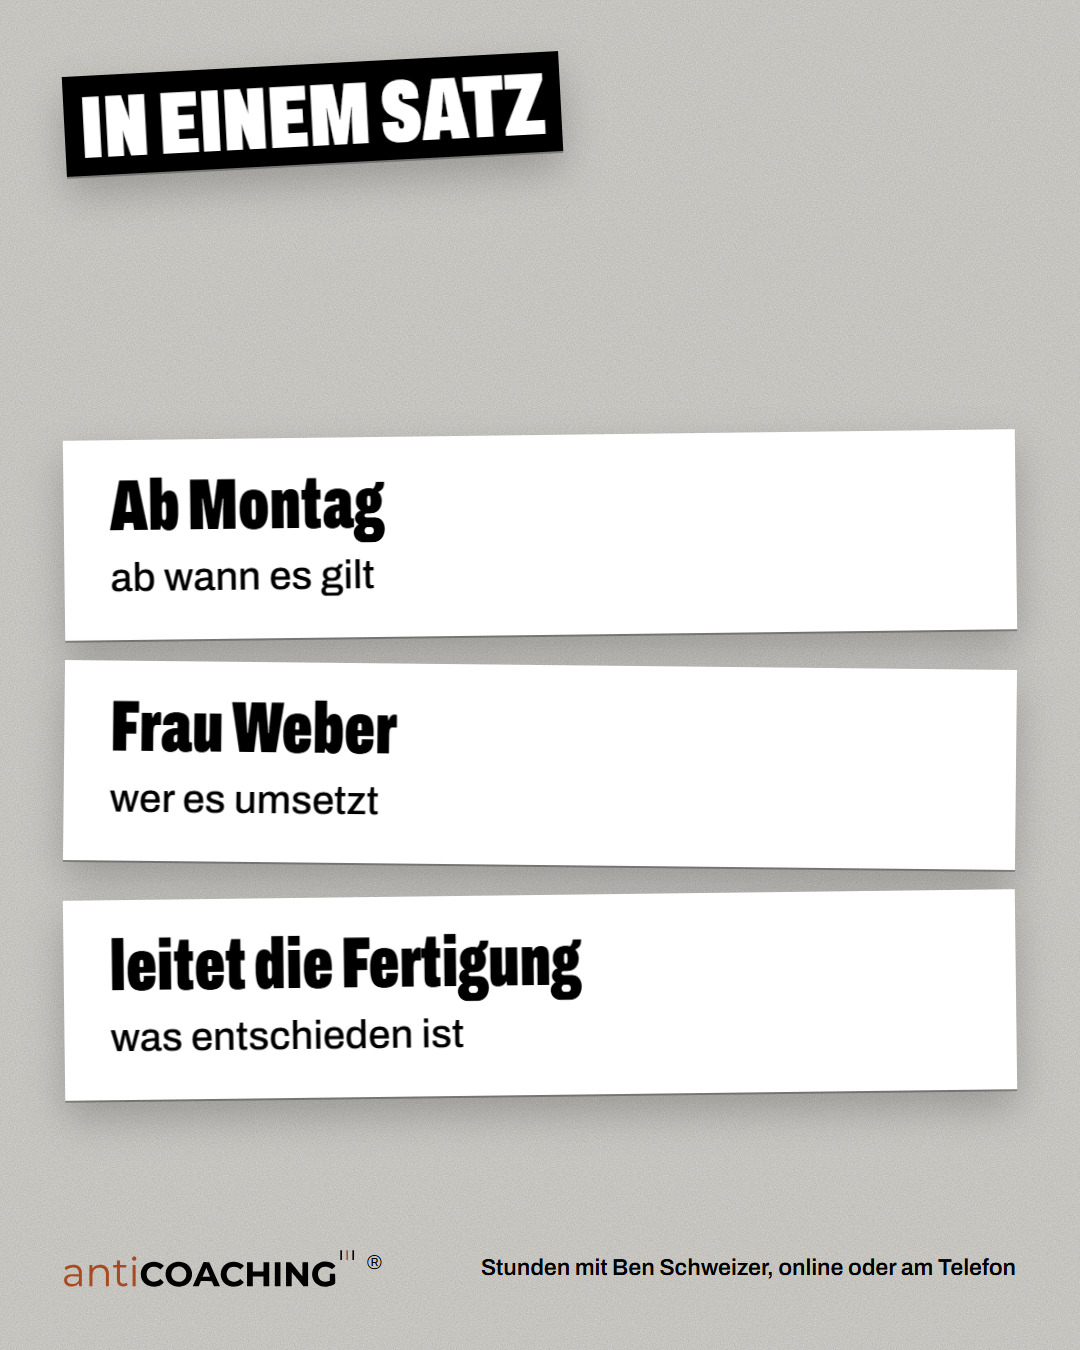 IN EINEM SATZ
Ab Montag
ab wann es gilt
Frau Weber
wer es umsetzt
leitet die Fertigung
was entschieden ist
antiCOACHING ®
Stunden mit Ben Schweizer, online oder am Telefon